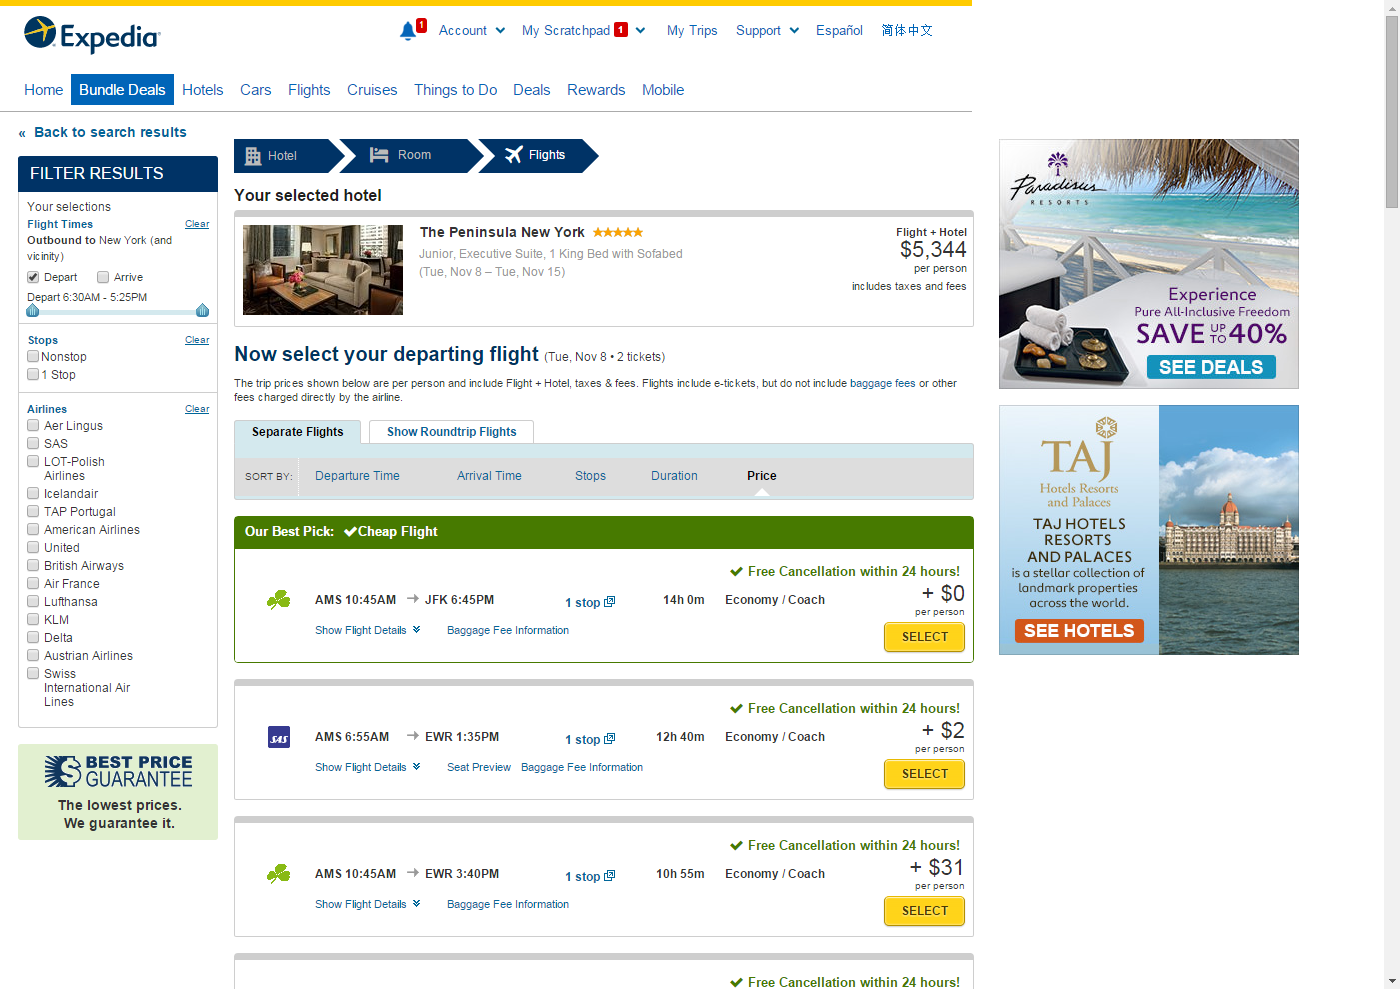 Expedia
1
Account
My Scratchpad 1
My Trips
Support
Español
简体中文
Home
Bundle Deals
Hotels
Cars
Flights
Cruises
Things to Do
Deals
Rewards
Mobile
« Back to search results
FILTER RESULTS
Your selections
Flight Times Clear
Outbound to New York (and
vicinity)
Depart Arrive
Depart 6:30AM - 5:25PM
Stops Clear
Nonstop
1 Stop
Airlines Clear
Aer Lingus
SAS
LOT-Polish
Airlines
Icelandair
TAP Portugal
American Airlines
United
British Airways
Air France
Lufthansa
KLM
Delta
Austrian Airlines
Swiss
International Air
Lines
BEST PRICE
GUARANTEE
The lowest prices.
We guarantee it.
Hotel
Room
Flights
Your selected hotel
The Peninsula New York
Junior, Executive Suite, 1 King Bed with Sofabed
(Tue, Nov 8 – Tue, Nov 15)
Flight + Hotel
$5,344
per person
includes taxes and fees
Now select your departing flight (Tue, Nov 8 • 2 tickets)
The trip prices shown below are per person and include Flight + Hotel, taxes & fees. Flights include e-tickets, but do not include baggage fees or other
fees charged directly by the airline.
Separate Flights
Show Roundtrip Flights
SORT BY: Departure Time Arrival Time Stops Duration Price
Our Best Pick: Cheap Flight
Free Cancellation within 24 hours!
AMS 10:45AM JFK 6:45PM 1 stop 14h 0m Economy / Coach + $0
per person
Show Flight Details Baggage Fee Information
SELECT
Free Cancellation within 24 hours!
SAS
AMS 6:55AM EWR 1:35PM 1 stop 12h 40m Economy / Coach + $2
per person
Show Flight Details Seat Preview Baggage Fee Information
SELECT
Free Cancellation within 24 hours!
AMS 10:45AM EWR 3:40PM 1 stop 10h 55m Economy / Coach + $31
per person
Show Flight Details Baggage Fee Information
SELECT
Free Cancellation within 24 hours!
Paradisus
RESORTS
Experience
Pure All-Inclusive Freedom
SAVE UP TO 40%
SEE DEALS
TAJ
Hotels Resorts
and Palaces
TAJ HOTELS
RESORTS
AND PALACES
is a stellar collection of
landmark properties
across the world.
SEE HOTELS